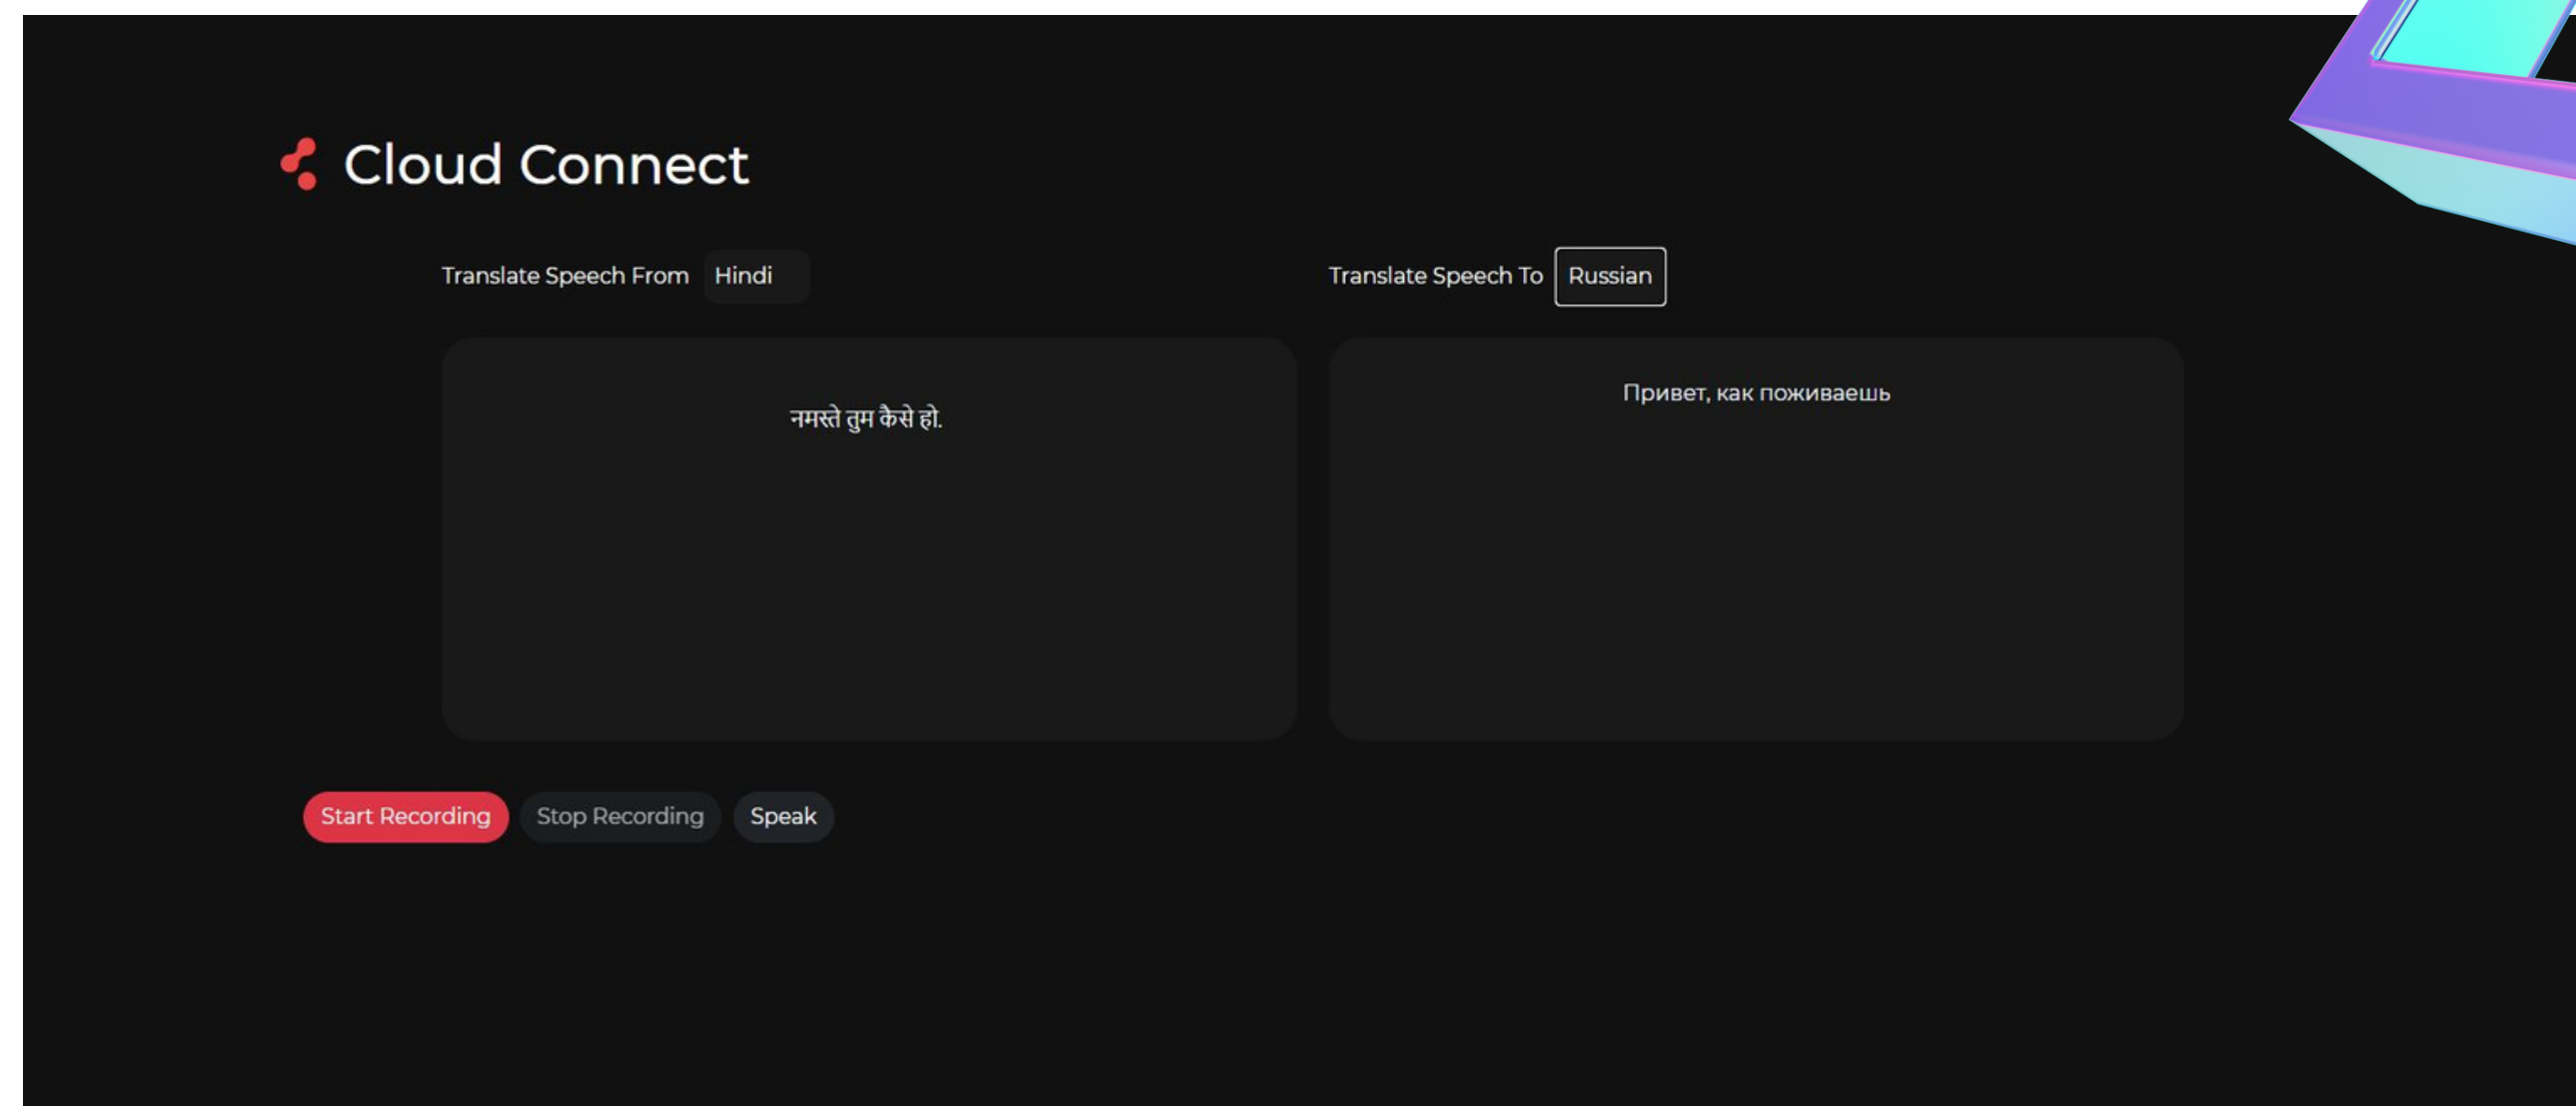 Cloud Connect
Translate Speech From Hindi
Translate Speech To Russian
नमस्ते तुम कैसे हो.
Привет, как поживаешь
Start Recording Stop Recording Speak